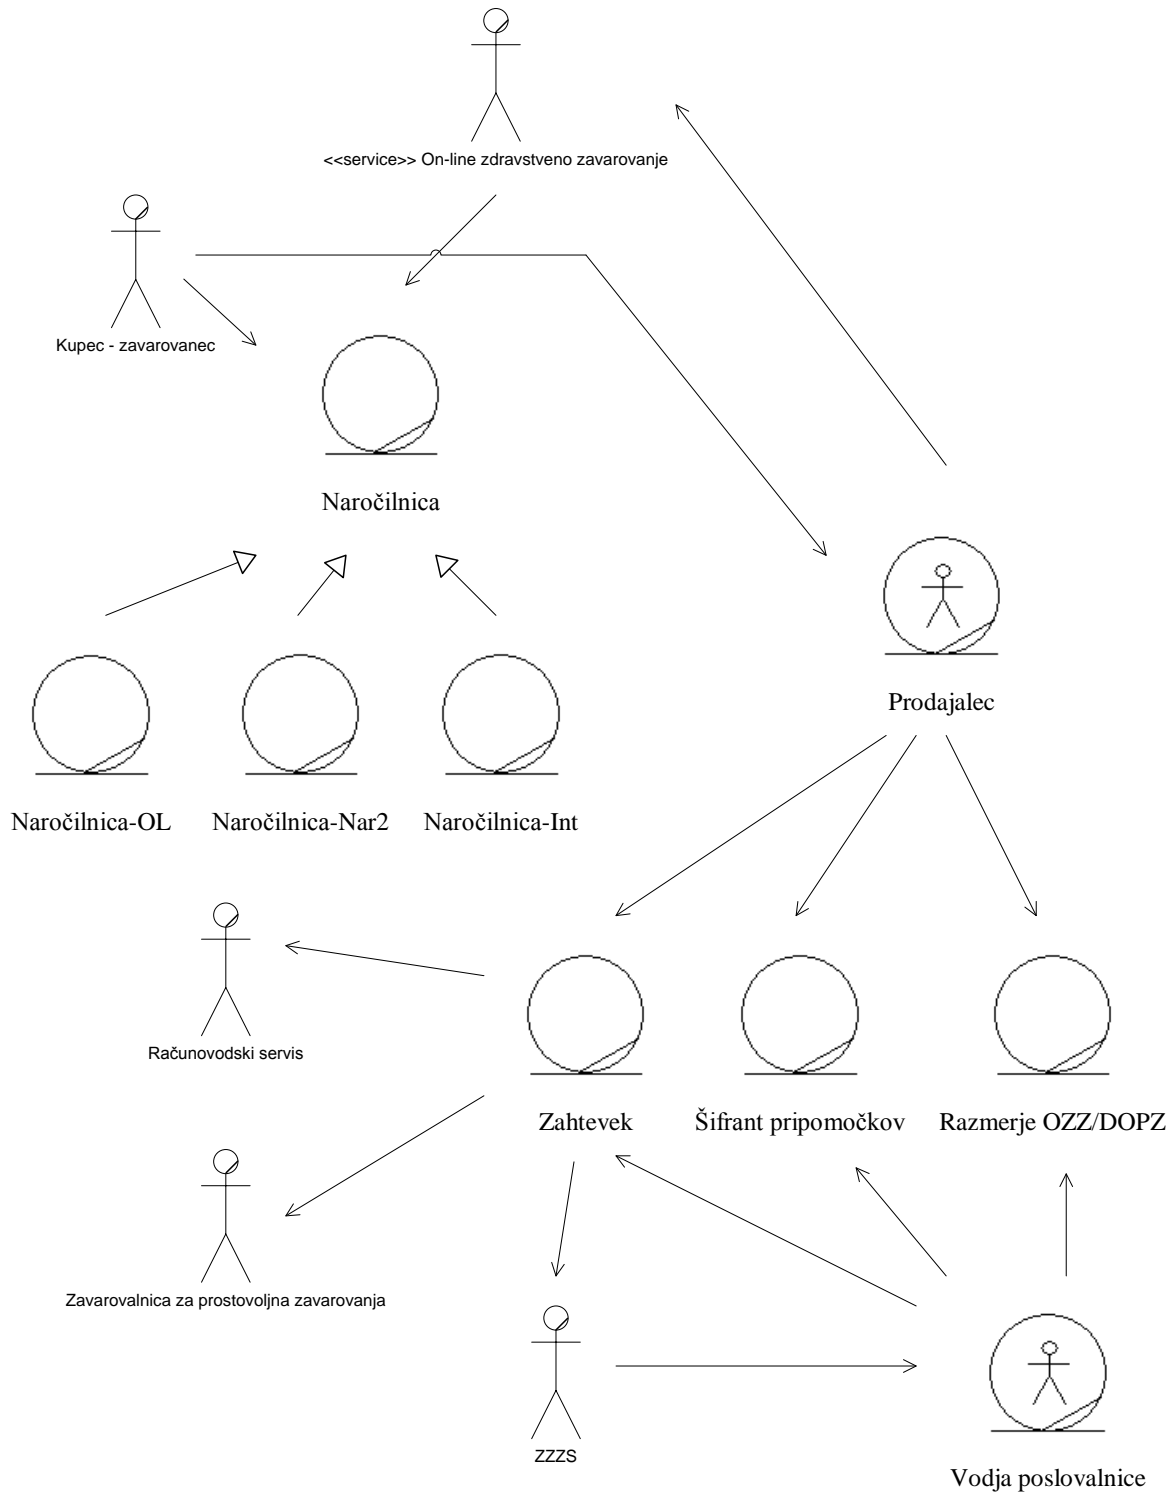 <<service>> On-line zdravstveno zavarovanje
Kupec - zavarovanec
Naročilnica
Prodajalec
Naročilnica-OL
Naročilnica-Nar2
Naročilnica-Int
Računovodski servis
Zahtevek
Šifrant pripomočkov
Razmerje OZZ/DOPZ
Zavarovalnica za prostovoljna zavarovanja
ZZZS
Vodja poslovalnice